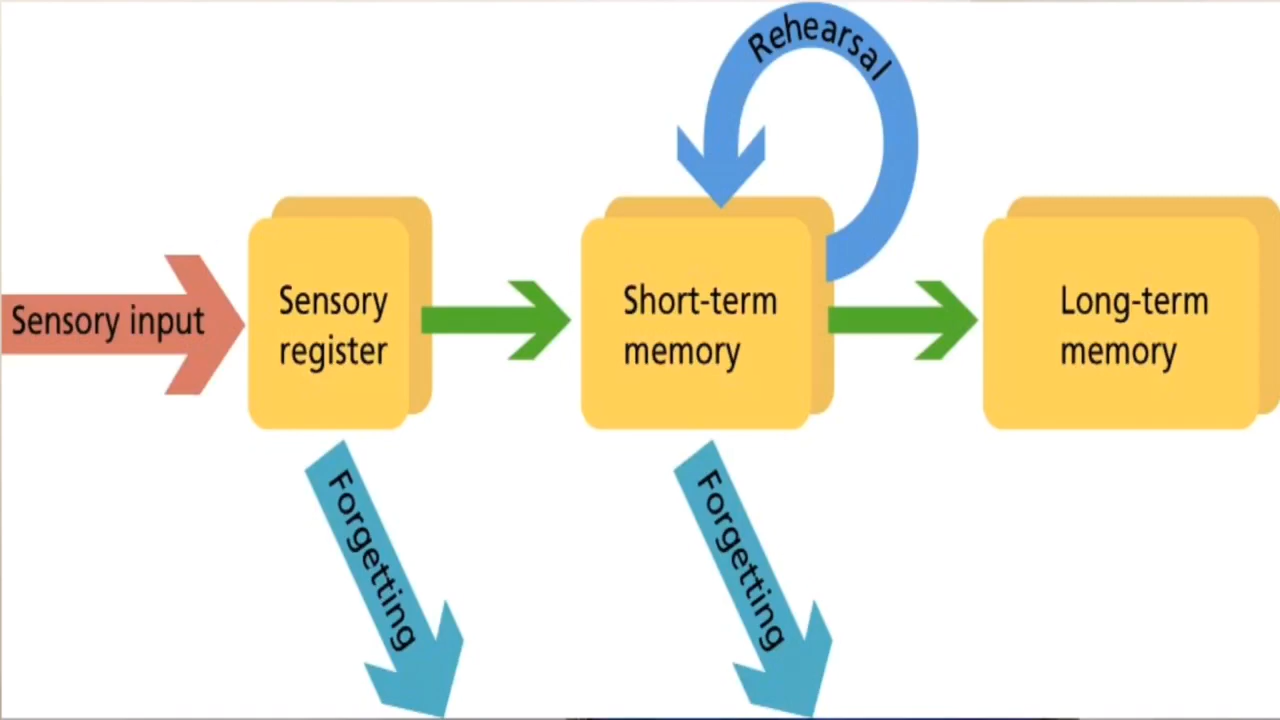 Rehearsal
Sensory input
Sensory
register
Short-term
memory
Long-term
memory
Forgetting
Forgetting